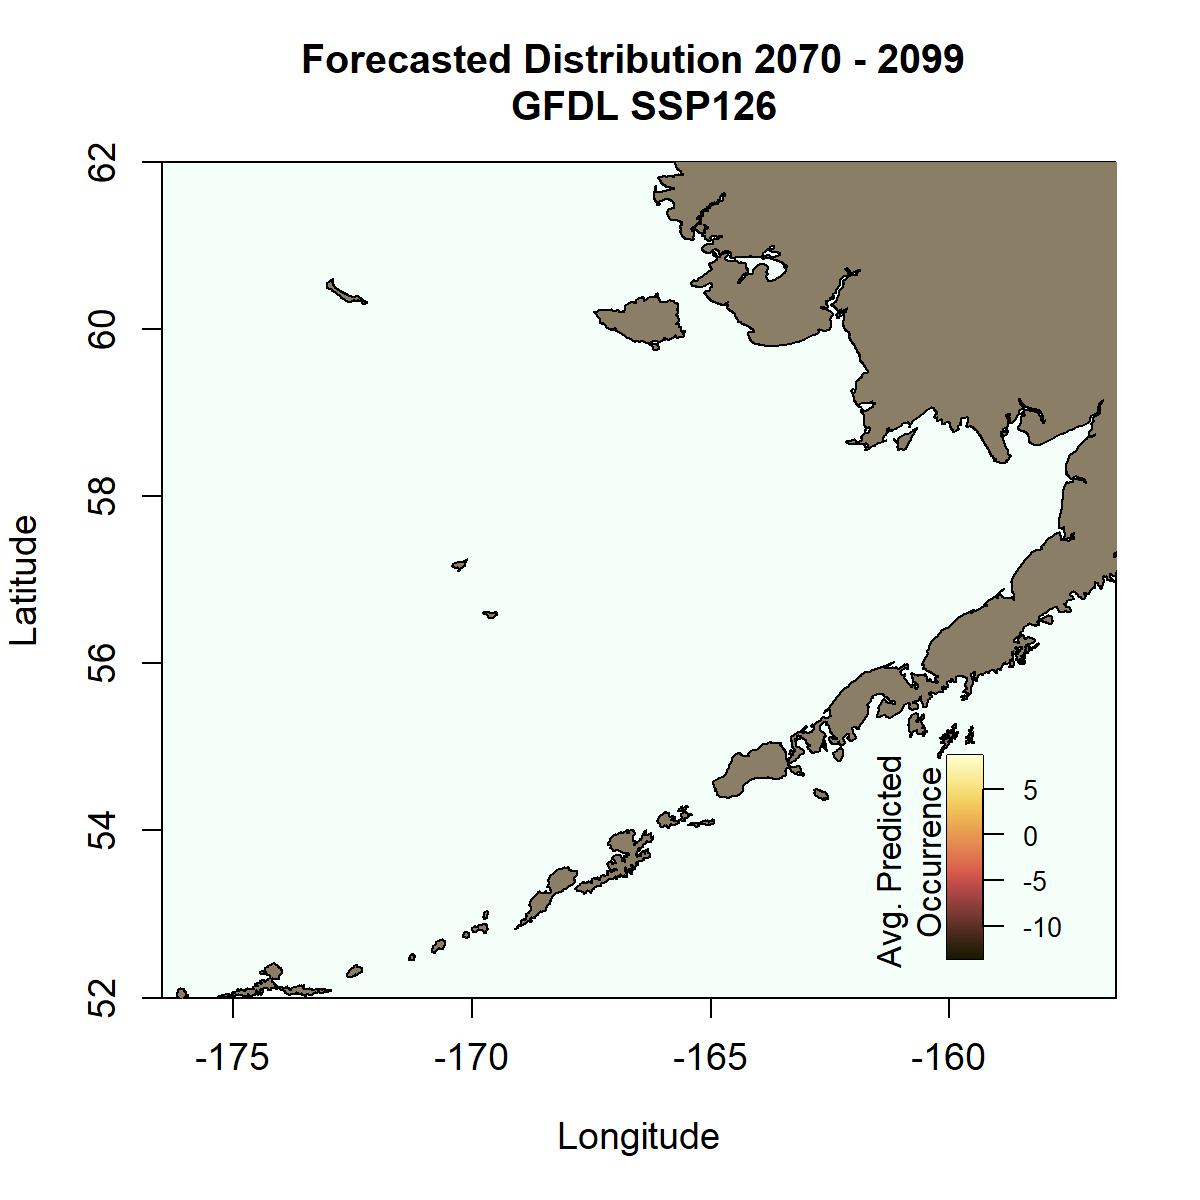 Forecasted Distribution 2070 - 2099
GFDL SSP126
62
60
58
56
54
52
Latitude
-175
-170
-165
-160
Longitude
Avg. Predicted
Occurrence
5
0
-5
-10